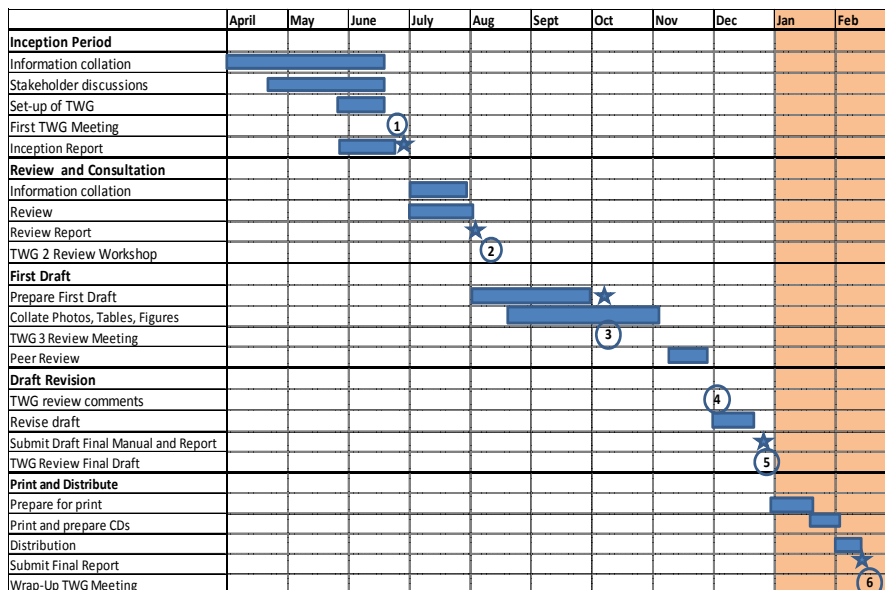 April May June July Aug Sept Oct Nov Dec Jan Feb
Inception Period
Information collation
Stakeholder discussions
Set-up of TWG
First TWG Meeting 1
Inception Report
Review and Consultation
Information collation
Review
Review Report
TWG 2 Review Workshop 2
First Draft
Prepare First Draft
Collate Photos, Tables, Figures
TWG 3 Review Meeting 3
Peer Review
Draft Revision
TWG review comments 4
Revise draft
Submit Draft Final Manual and Report
TWG Review Final Draft 5
Print and Distribute
Prepare for print
Print and prepare CDs
Distribution
Submit Final Report
Wrap-Up TWG Meeting 6